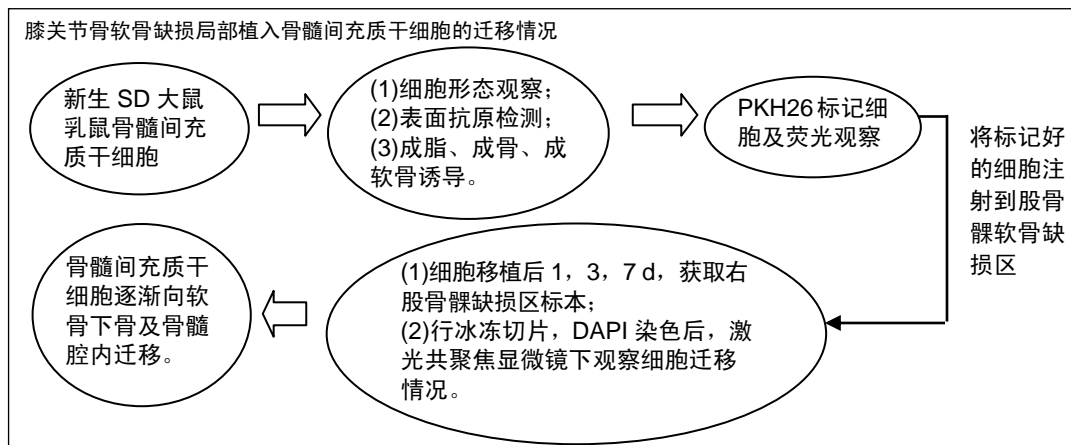 膝关节骨软骨缺损局部植入骨髓间充质干细胞的迁移情况
新生 SD 大鼠
乳鼠骨髓间充
质干细胞
(1)细胞形态观察；
(2)表面抗原检测；
(3)成脂、成骨、成
软骨诱导。
PKH26 标记细
胞及荧光观察
将标记好
的细胞注
射到股骨
髁软骨缺
损区
(1)细胞移植后 1，3，7 d，获取右
股骨髁缺损区标本；
(2)行冰冻切片，DAPI 染色后，激
光共聚焦显微镜下观察细胞迁移
情况。
骨髓间充质干
细胞逐渐向软
骨下骨及骨髓
腔内迁移。